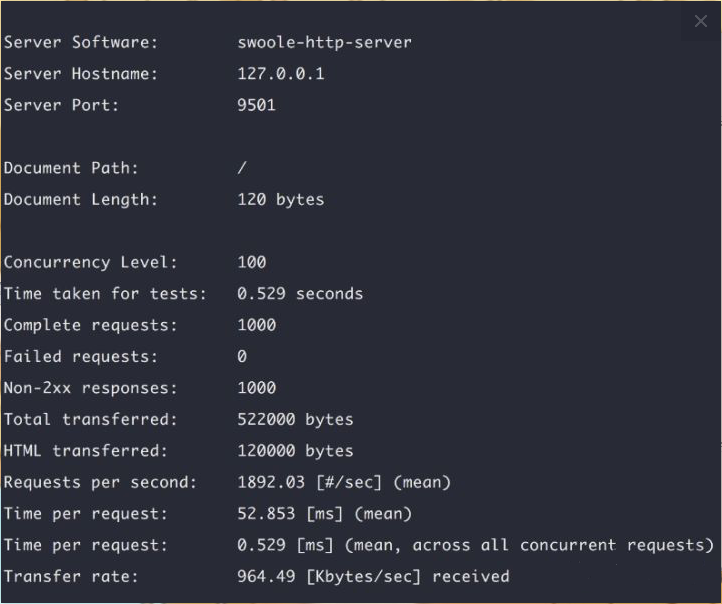 Server Software: swoole-http-server
Server Hostname: 127.0.0.1
Server Port: 9501
Document Path: /
Document Length: 120 bytes
Concurrency Level: 100
Time taken for tests: 0.529 seconds
Complete requests: 1000
Failed requests: 0
Non-2xx responses: 1000
Total transferred: 522000 bytes
HTML transferred: 120000 bytes
Requests per second: 1892.03 [#/sec] (mean)
Time per request: 52.853 [ms] (mean)
Time per request: 0.529 [ms] (mean, across all concurrent requests)
Transfer rate: 964.49 [Kbytes/sec] received